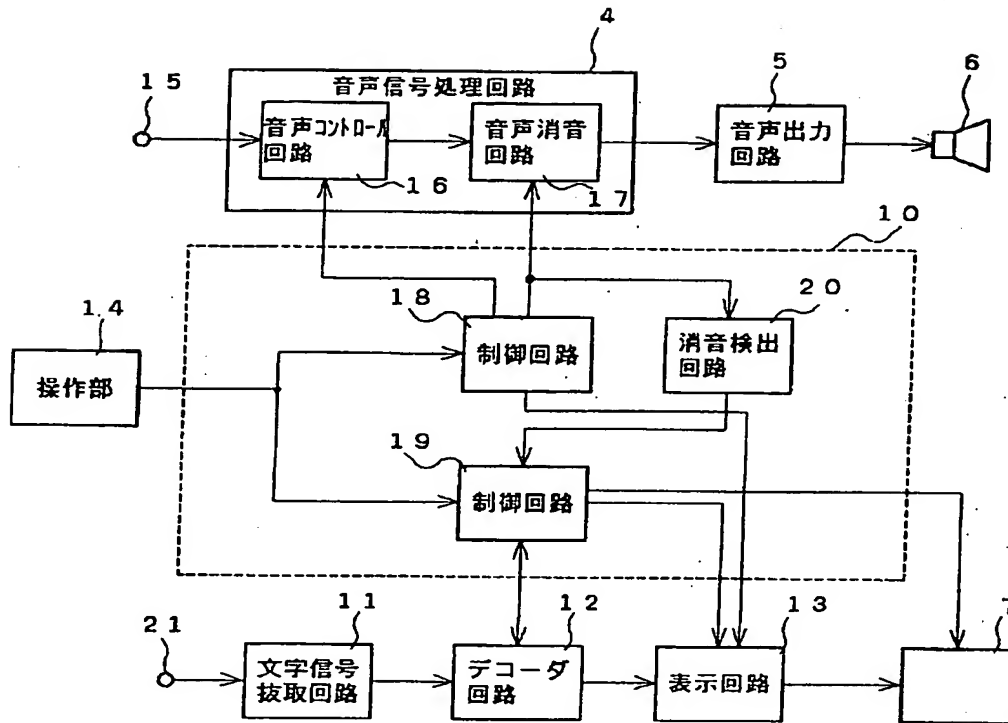 4
15
音声信号処理回路
音声コントロール
回路
16
音声消音
回路
17
5
音声出力
回路
6
10
14
操作部
18
制御回路
20
消音検出
回路
19
制御回路
21
11
文字信号
抜取回路
12
デコーダ
回路
13
表示回路
7